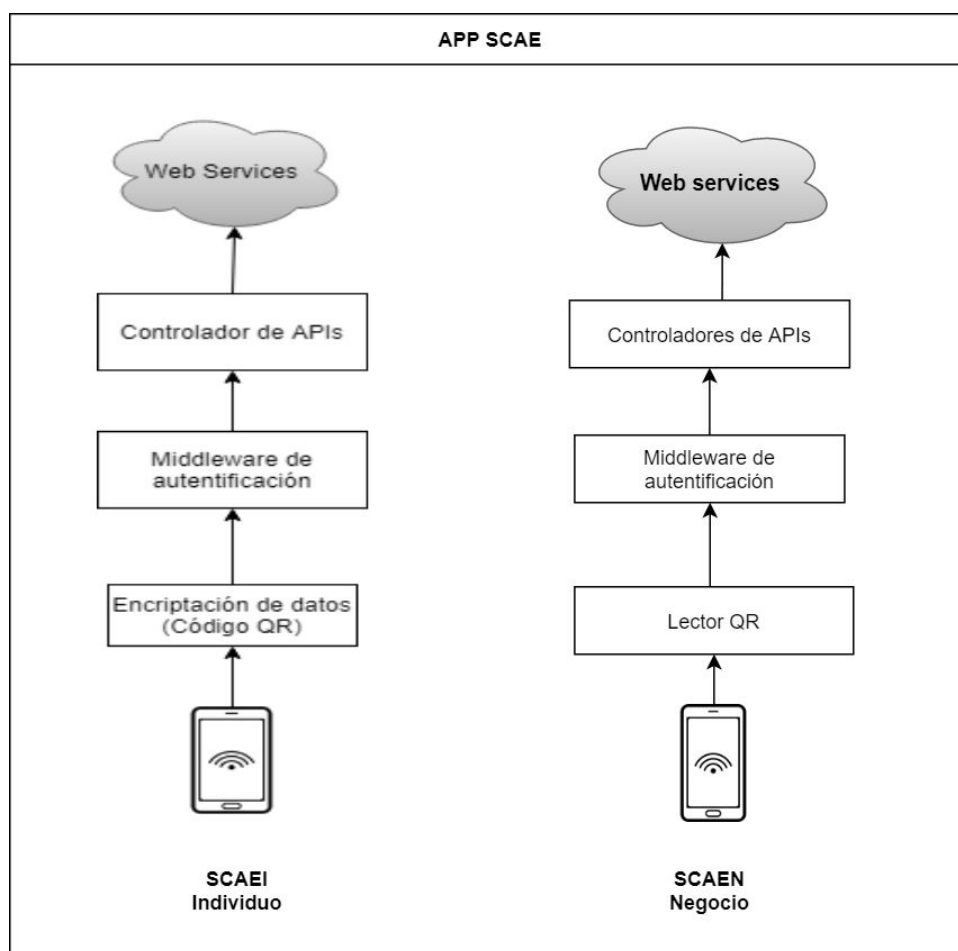 APP SCAE
Web Services
Controlador de APIs
Middleware de
autentificación
Encriptación de datos
(Código QR)
SCAEI
Individuo
Web services
Controladores de APIs
Middleware de
autentificación
Lector QR
SCAEN
Negocio